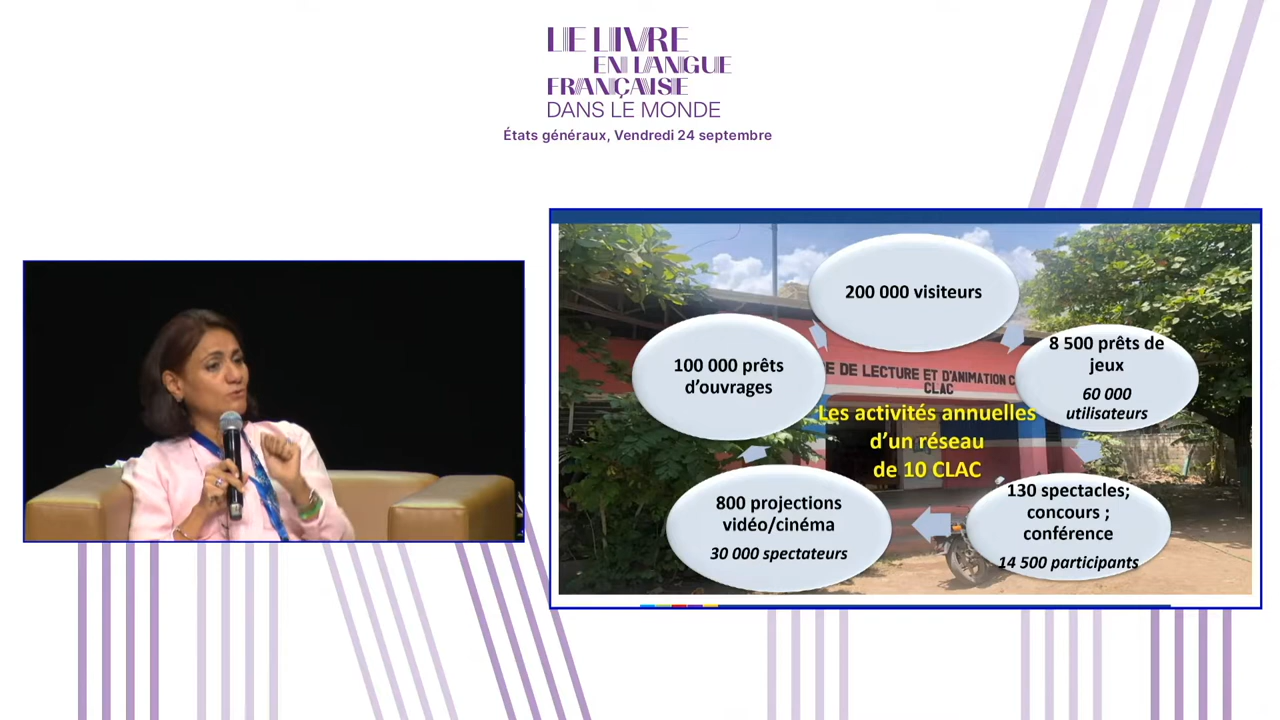 LE LIVRE
EN LANGUE
FRANÇAISE
DANS LE MONDE
États généraux, Vendredi 24 septembre
200 000 visiteurs
8 500 prêts de
jeux
60 000
utilisateurs
130 spectacles;
concours ;
conférence
14 500 participants
800 projections
vidéo/cinéma
30 000 spectateurs
100 000 prêts
d'ouvrages
E DE LECTURE ET D'ANIMATION C
CLAC
Les activités annuelles
d'un réseau
de 10 CLAC